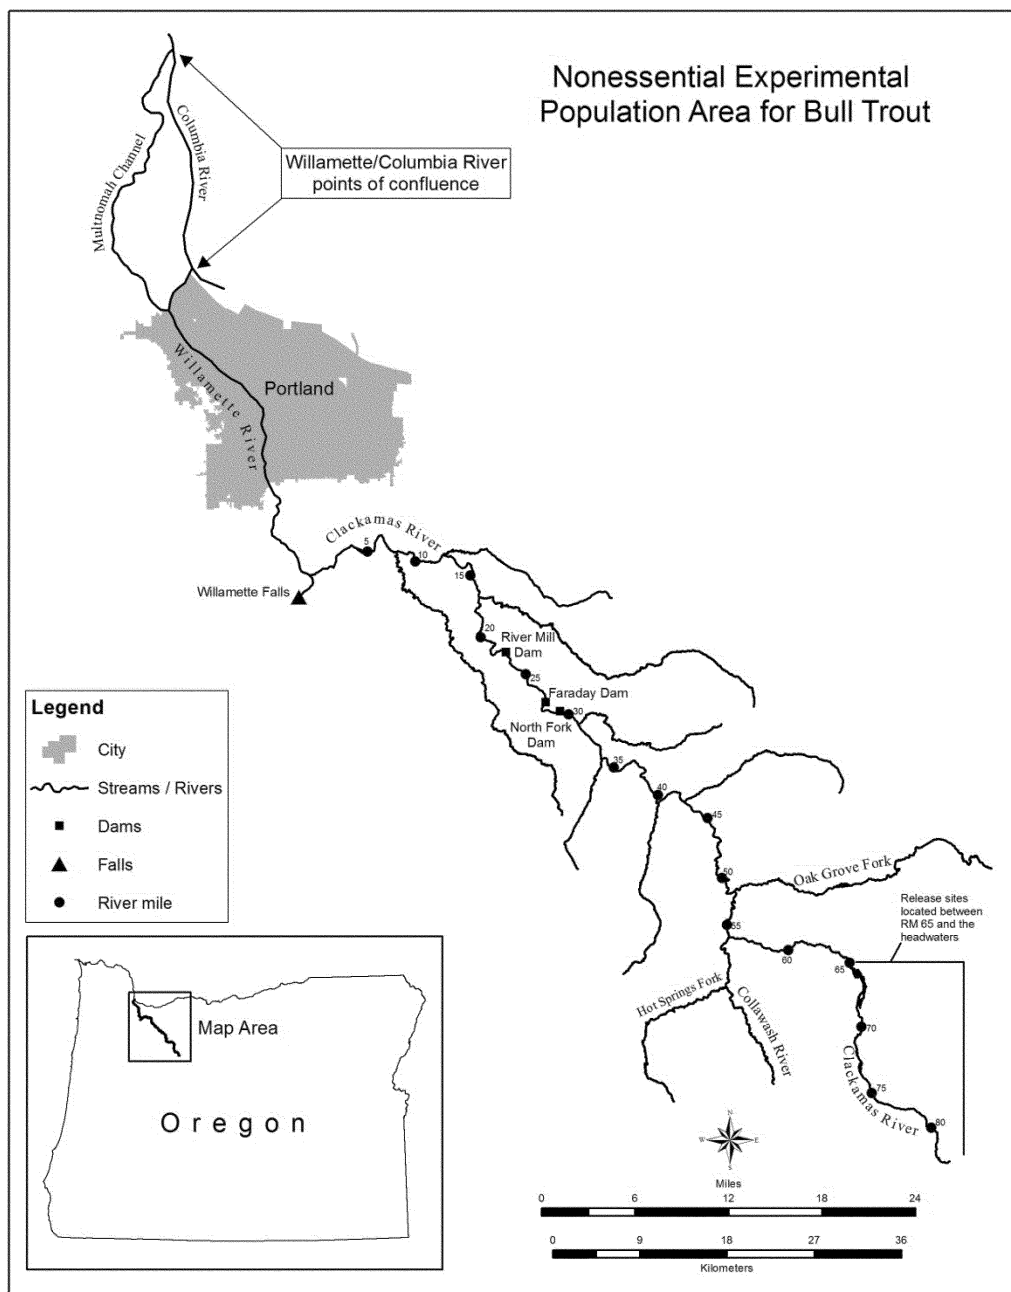 Nonessential Experimental
Population Area for Bull Trout
Columbia River
Multnomah Channel
Willamette/Columbia River
points of confluence
Willamette River
Portland
Clackamas River
5
10
15
Willamette Falls
20
River Mill
Dam
25
Faraday Dam
30
North Fork
Dam
35
40
45
50
Oak Grove Fork
Release sites
located between
RM 65 and the
headwaters
55
60
65
Hot Springs Fork
Collawash River
70
75
Clackamas River
80
Legend
City
Streams / Rivers
Dams
Falls
River mile
Map Area
Oregon
N
W
E
S
Miles
0 6 12 18 24
0 9 18 27 36
Kilometers